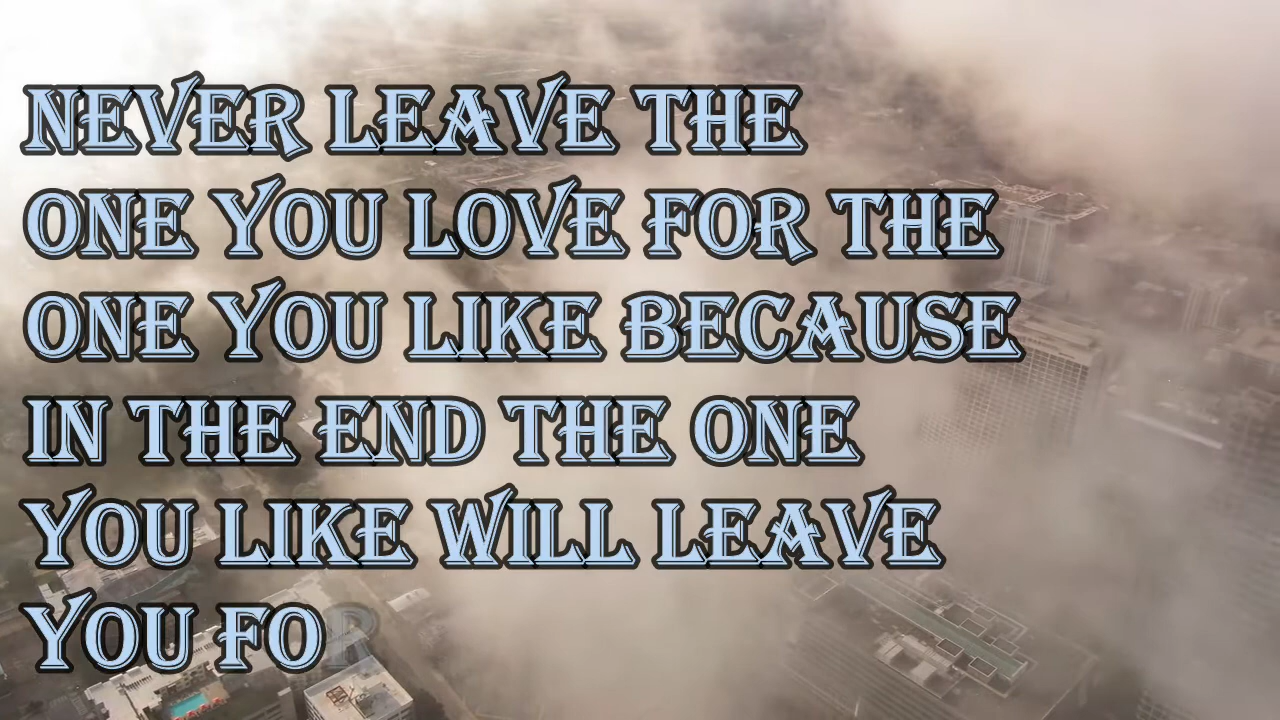 NEVER LEAVE THE
ONE YOU LOVE FOR THE
ONE YOU LIKE BECAUSE
IN THE END THE ONE
YOU LIKE WILL LEAVE
YOU FOR